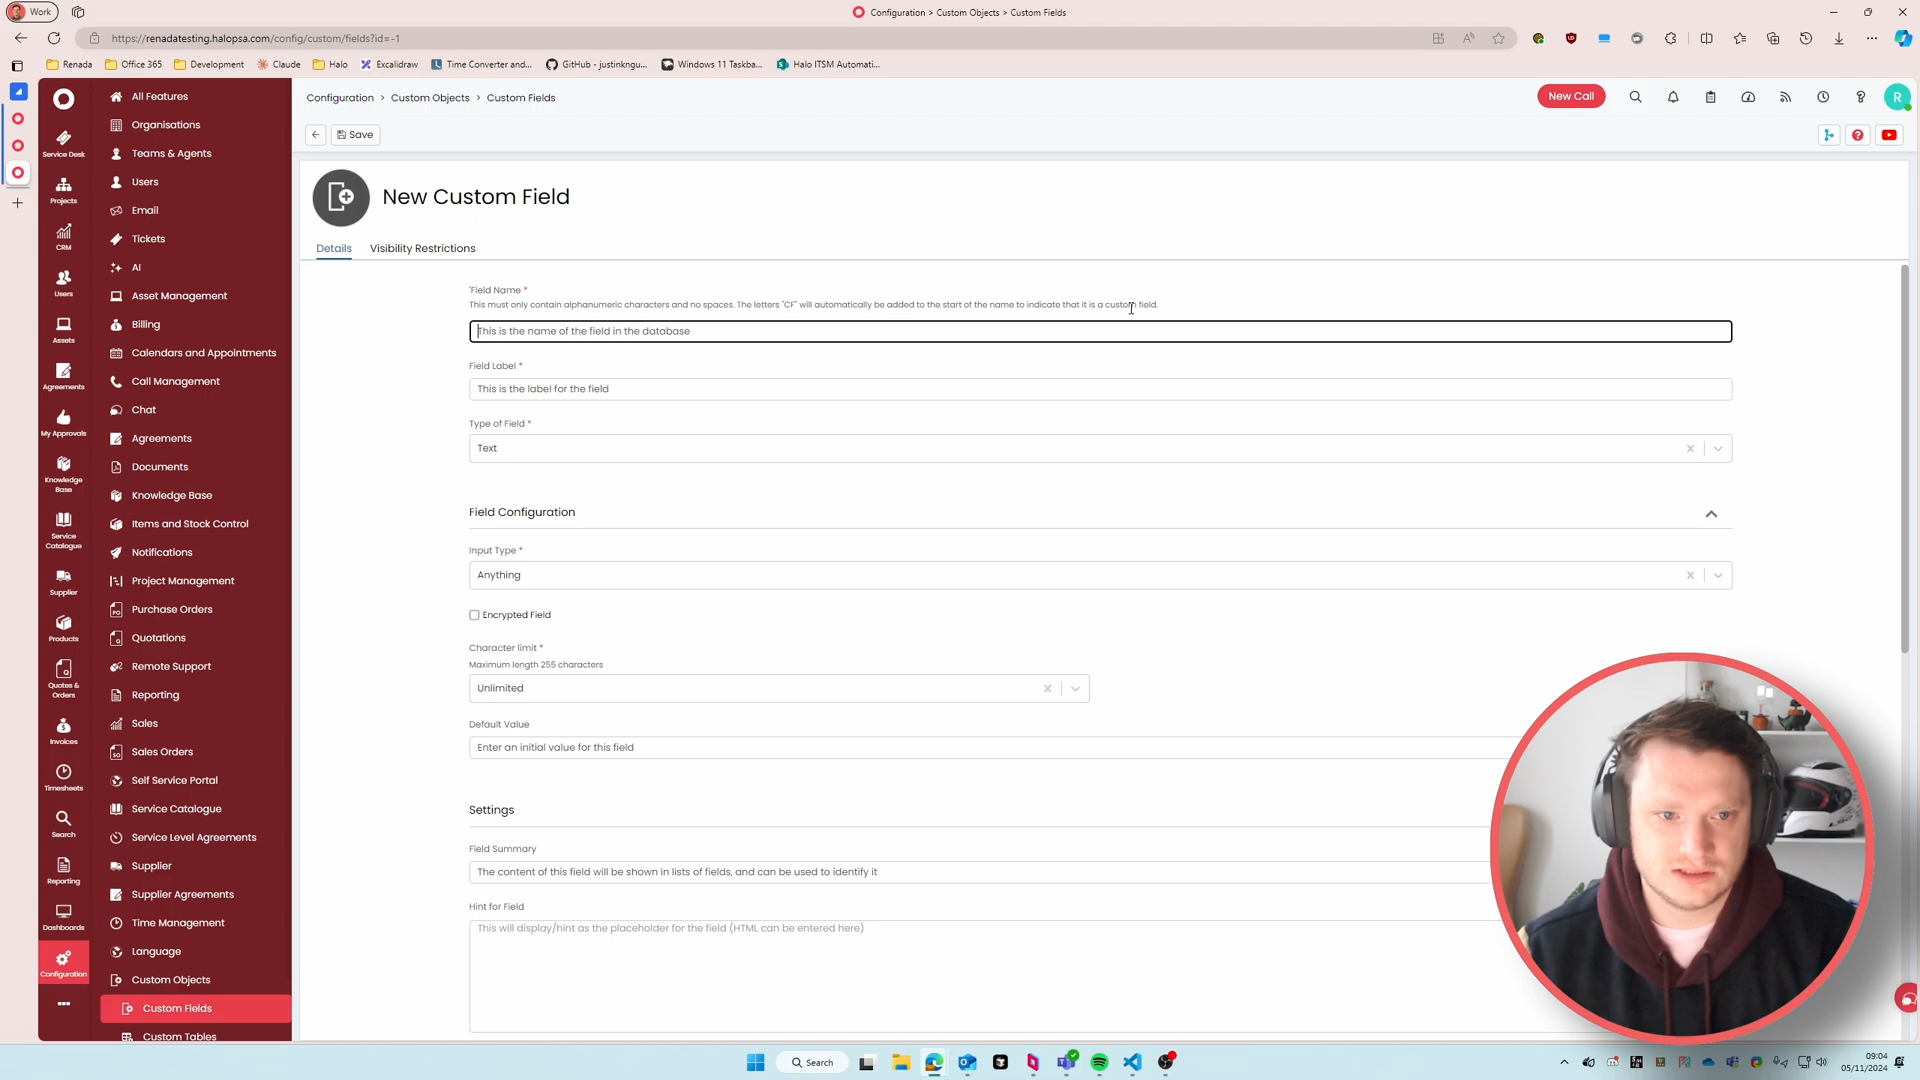 Work
Configuration > Custom Objects > Custom Fields
https://renadatesting.halopsa.com/config/custom/fields?id=-1
Renada
Office 365
Development
Claude
Halo
Excalidraw
Time Converter and...
GitHub - justinkngu...
Windows 11 Taskba...
Halo ITSM Automati...
Service Desk
Projects
CRM
Users
Assets
Agreements
My Approvals
Knowledge Base
Service Catalogue
Supplier
Products
Quotes & Orders
Invoices
Timesheets
Search
Reporting
Dashboards
Configuration
All Features
Organisations
Teams & Agents
Users
Email
Tickets
AI
Asset Management
Billing
Calendars and Appointments
Call Management
Chat
Agreements
Documents
Knowledge Base
Items and Stock Control
Notifications
Project Management
Purchase Orders
Quotations
Remote Support
Reporting
Sales
Sales Orders
Self Service Portal
Service Catalogue
Service Level Agreements
Supplier
Supplier Agreements
Time Management
Language
Custom Objects
Custom Fields
Custom Tables
Configuration > Custom Objects > Custom Fields
New Call
R
Save
New Custom Field
Details
Visibility Restrictions
'Field Name *
This must only contain alphanumeric characters and no spaces. The letters "CF" will automatically be added to the start of the name to indicate that it is a custom field.
This is the name of the field in the database
Field Label *
This is the label for the field
Type of Field *
Text
Field Configuration
Input Type *
Anything
Encrypted Field
Character limit *
Maximum length 255 characters
Unlimited
Default Value
Enter an initial value for this field
Settings
Field Summary
The content of this field will be shown in lists of fields, and can be used to identify it
Hint for Field
This will display/hint as the placeholder for the field (HTML can be entered here)
Search
09:04
05/11/2024